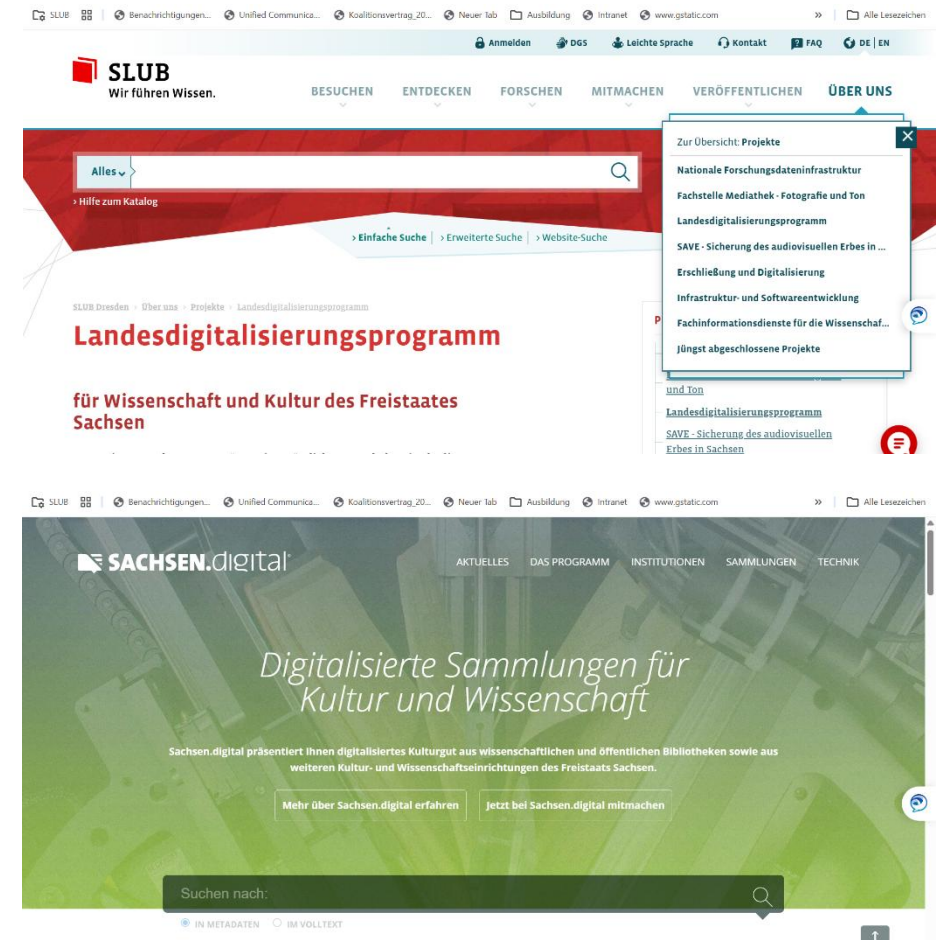 SLUB Benachrichtigungen... Unified Communica... Koalitionsvertrag_20... Neuer Tab Ausbildung Intranet www.gstatic.com » Alle Lesezeichen
Anmelden DGS Leichte Sprache Kontakt FAQ DE | EN
SLUB
Wir führen Wissen.
BESUCHEN ENTDECKEN FORSCHEN MITMACHEN VERÖFFENTLICHEN ÜBER UNS
Zur Übersicht: Projekte
Nationale Forschungsdateninfrastruktur
Fachstelle Mediathek - Fotografie und Ton
Landesdigitalisierungsprogramm
SAVE - Sicherung des audiovisuellen Erbes in ...
Erschließung und Digitalisierung
Infrastruktur- und Softwareentwicklung
Fachinformationsdienste für die Wissenschaf...
Jüngst abgeschlossene Projekte
Alles
› Hilfe zum Katalog
› Einfache Suche | › Erweiterte Suche | › Website-Suche
SLUB Dresden › Über uns › Projekte › Landesdigitalisierungsprogramm
Landesdigitalisierungsprogramm
für Wissenschaft und Kultur des Freistaates
Sachsen
und Ton
Landesdigitalisierungsprogramm
SAVE - Sicherung des audiovisuellen
Erbes in Sachsen
SLUB Benachrichtigungen... Unified Communica... Koalitionsvertrag_20... Neuer Tab Ausbildung Intranet www.gstatic.com » Alle Lesezeichen
SACHSEN.digital
AKTUELLES DAS PROGRAMM INSTITUTIONEN SAMMLUNGEN TECHNIK
Digitalisierte Sammlungen für
Kultur und Wissenschaft
Sachsen.digital präsentiert Ihnen digitalisiertes Kulturgut aus wissenschaftlichen und öffentlichen Bibliotheken sowie aus
weiteren Kultur- und Wissenschaftseinrichtungen des Freistaats Sachsen.
Mehr über Sachsen.digital erfahren Jetzt bei Sachsen.digital mitmachen
Suchen nach:
IN METADATEN IM VOLLTEXT